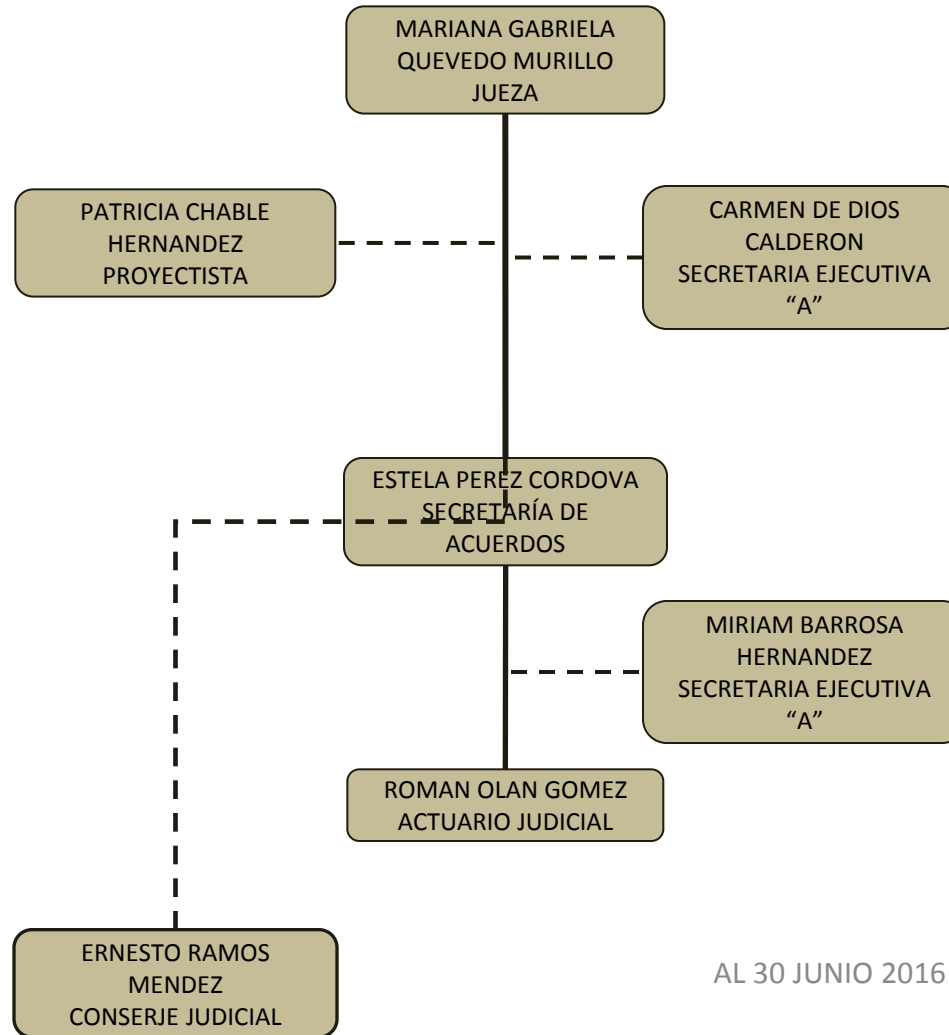 MARIANA GABRIELA
QUEVEDO MURILLO
JUEZA
PATRICIA CHABLE
HERNANDEZ
PROYECTISTA
CARMEN DE DIOS
CALDERON
SECRETARIA EJECUTIVA
“A”
ESTELA PEREZ CORDOVA
SECRETARÍA DE
ACUERDOS
MIRIAM BARROSA
HERNANDEZ
SECRETARIA EJECUTIVA
“A”
ROMAN OLAN GOMEZ
ACTUARIO JUDICIAL
ERNESTO RAMOS
MENDEZ
CONSERJE JUDICIAL
AL 30 JUNIO 2016